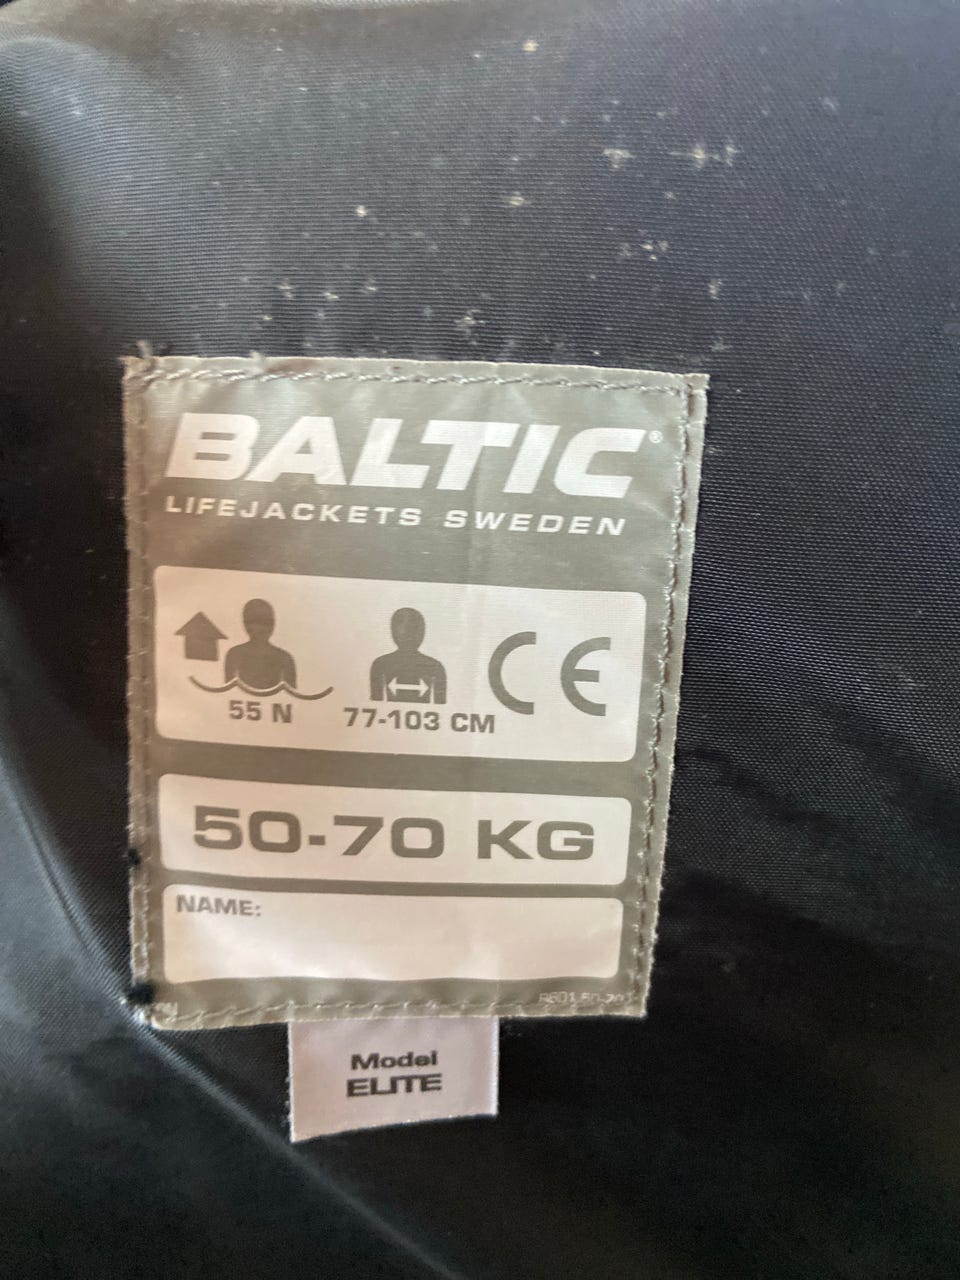 BALTIC®
LIFEJACKETS SWEDEN
55 N
77-103 CM
CE
50-70 KG
NAME:
Model
ELITE